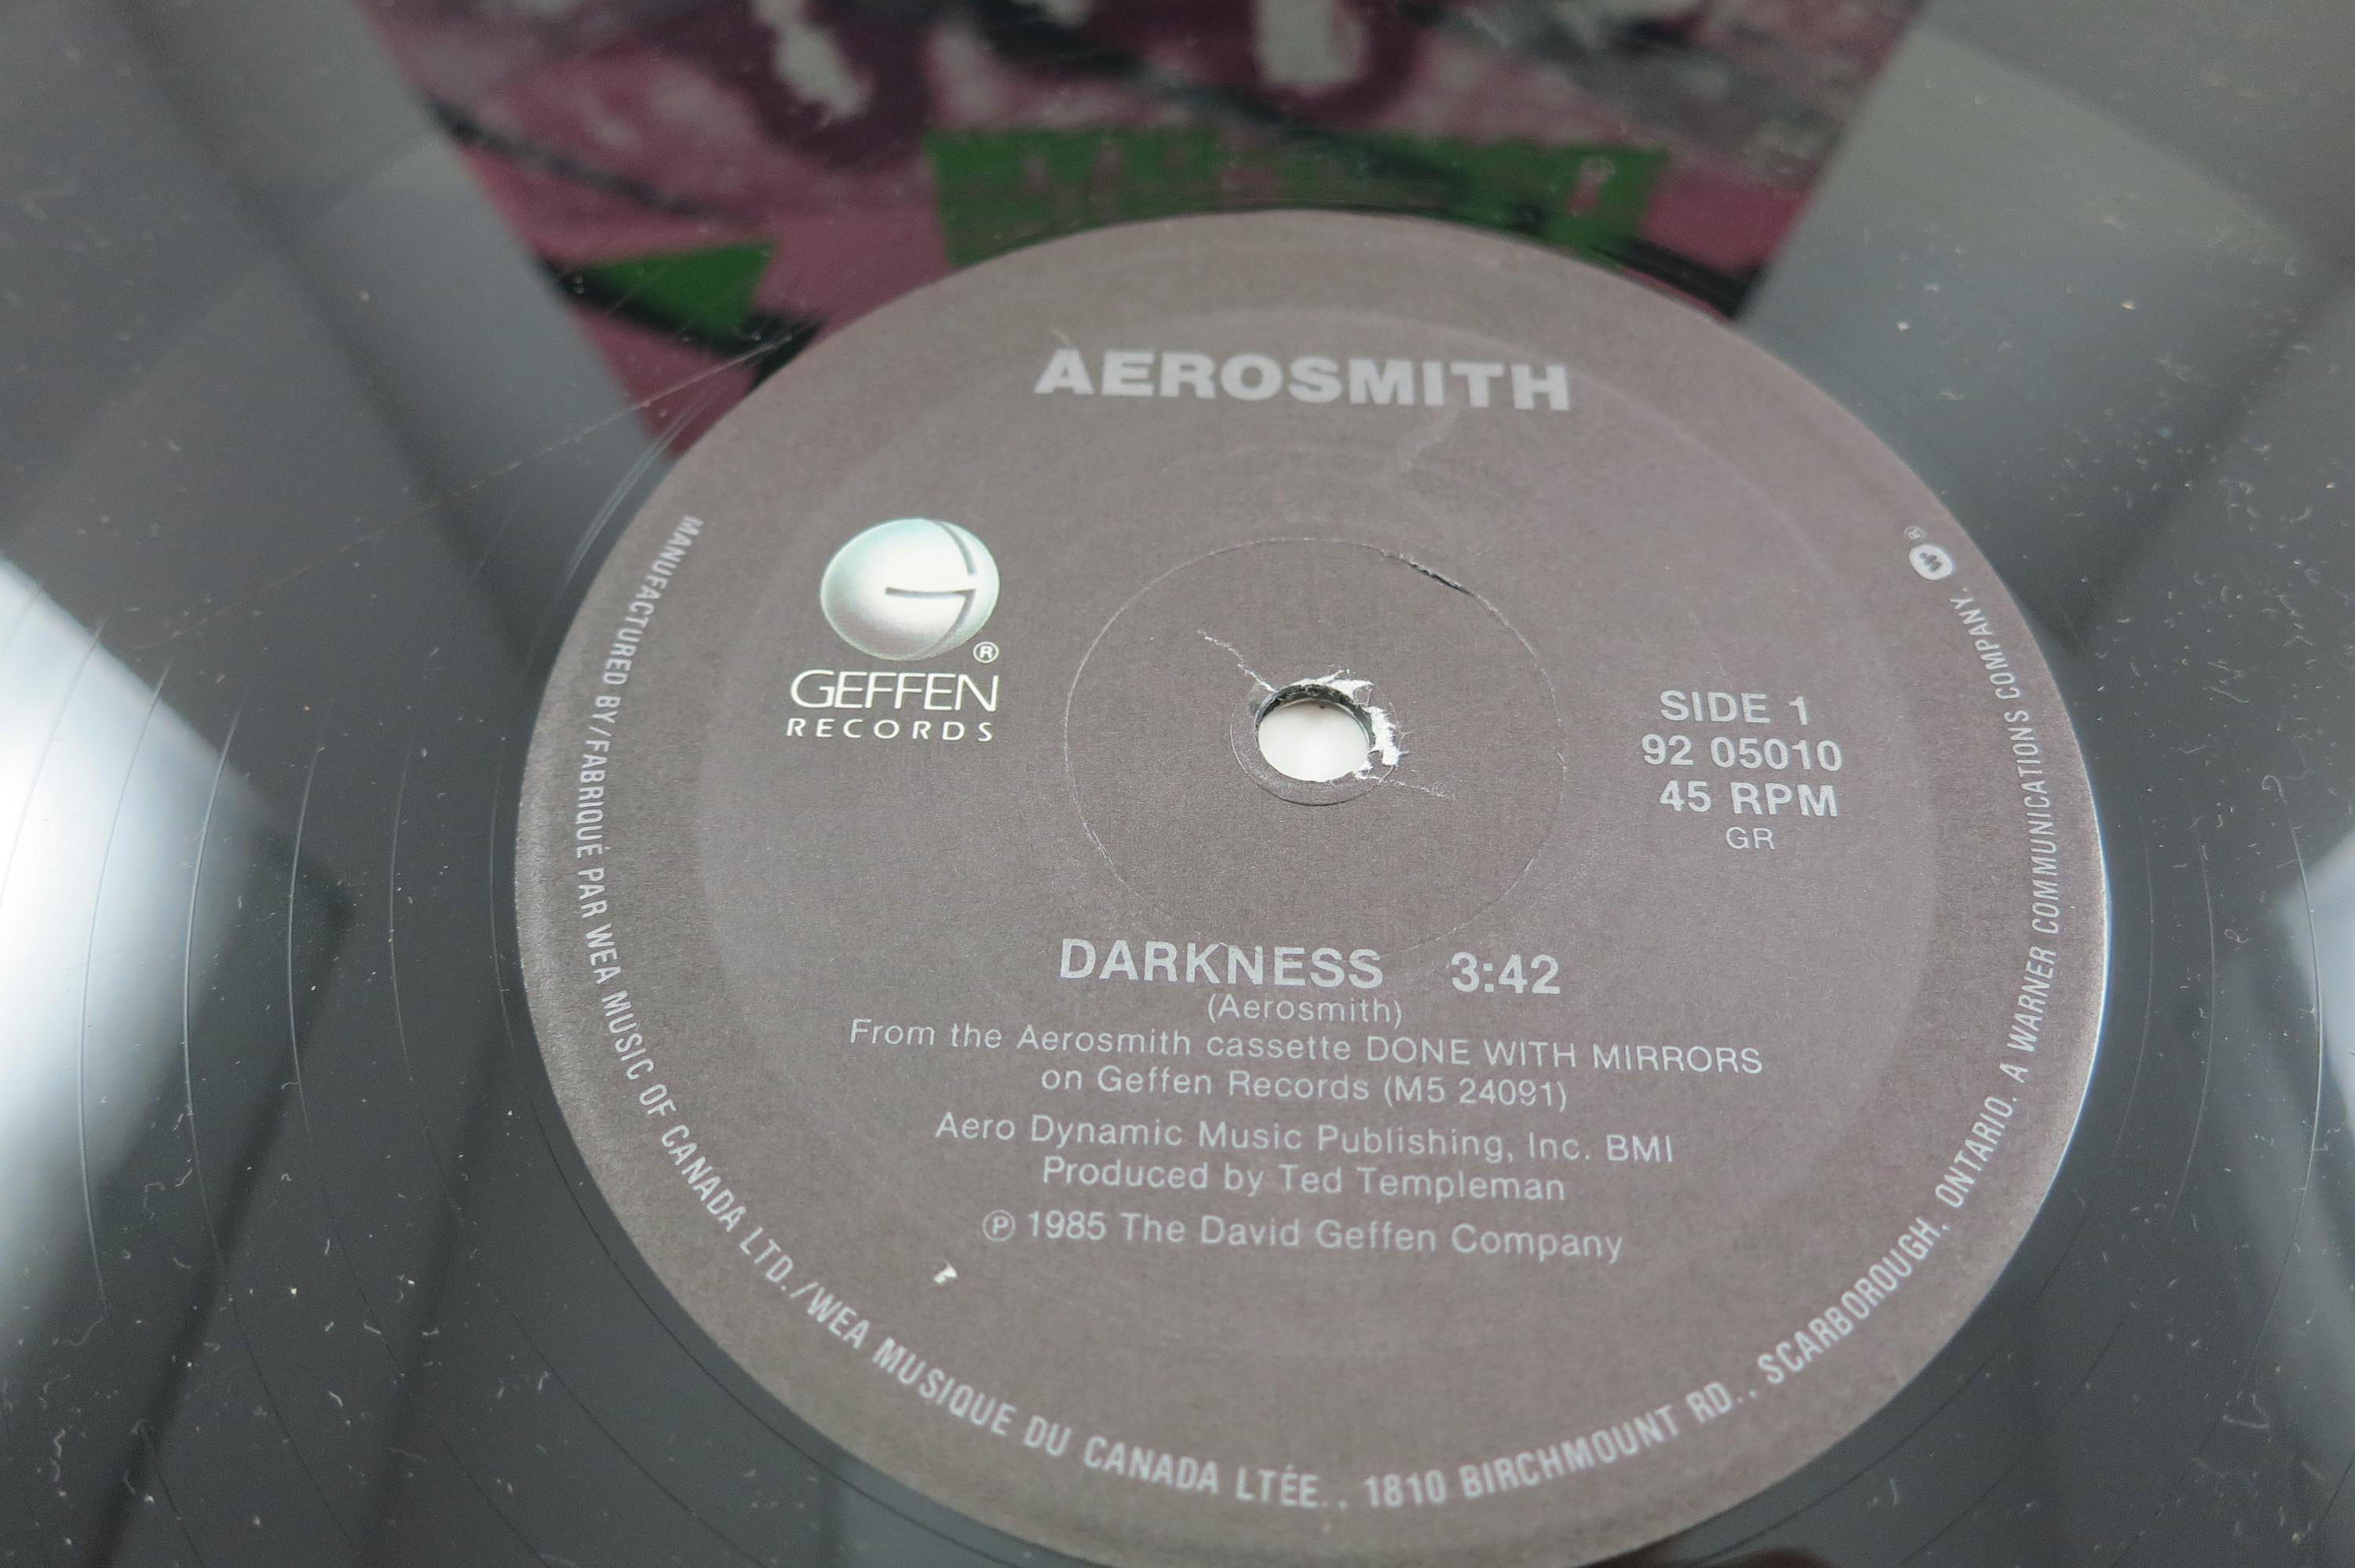 AEROSMITH
®
GEFFEN
RECORDS
SIDE 1
92 05010
45 RPM
GR
DARKNESS 3:42
(Aerosmith)
From the Aerosmith cassette DONE WITH MIRRORS
on Geffen Records (M5 24091)
Aero Dynamic Music Publishing, Inc. BMI
Produced by Ted Templeman
℗ 1985 The David Geffen Company
MANUFACTURED BY/FABRIQUÉ PAR WEA MUSIC OF CANADA LTD./WEA MUSIQUE DU CANADA LTÉE., 1810 BIRCHMOUNT RD., SCARBOROUGH, ONTARIO. A WARNER COMMUNICATIONS COMPANY. W ®